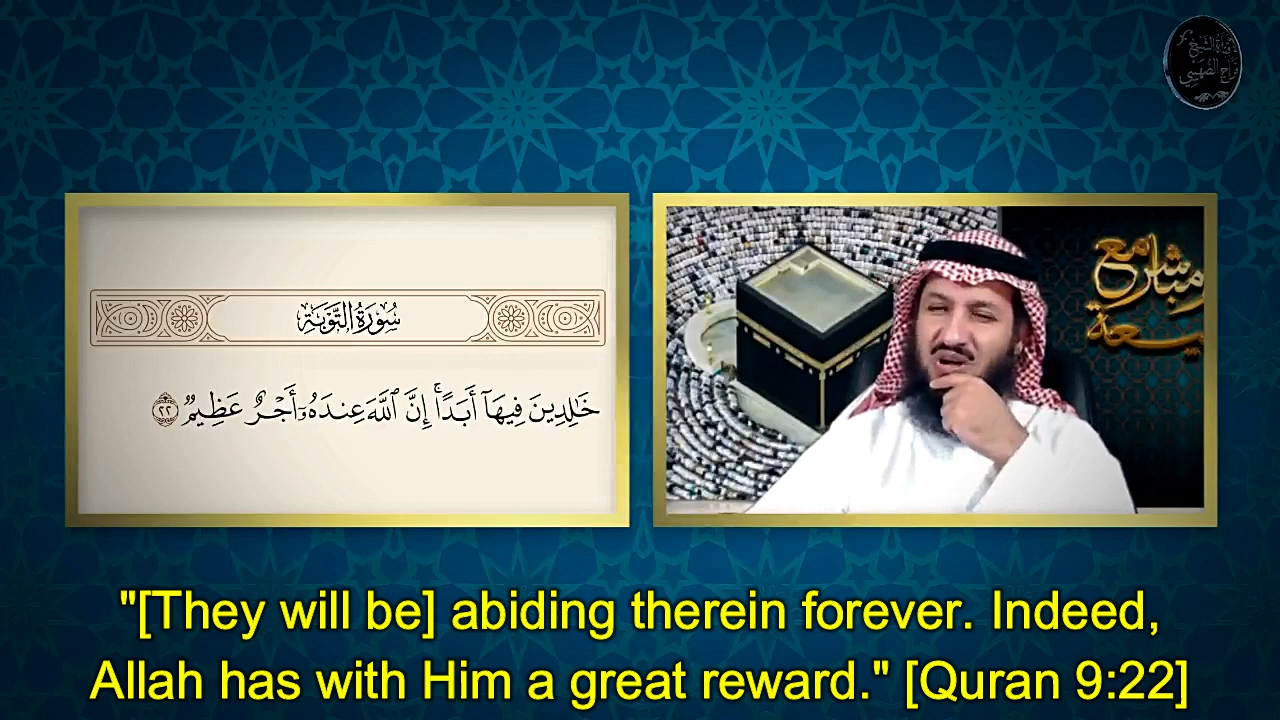 سُورَةُ التَّوْبَةِ
خَٰلِدِينَ فِيهَآ أَبَدًاۚ إِنَّ ٱللَّهَ عِندَهُۥٓ أَجْرٌ عَظِيمٌ ٢٢
"[They will be] abiding therein forever. Indeed,
Allah has with Him a great reward." [Quran 9:22]